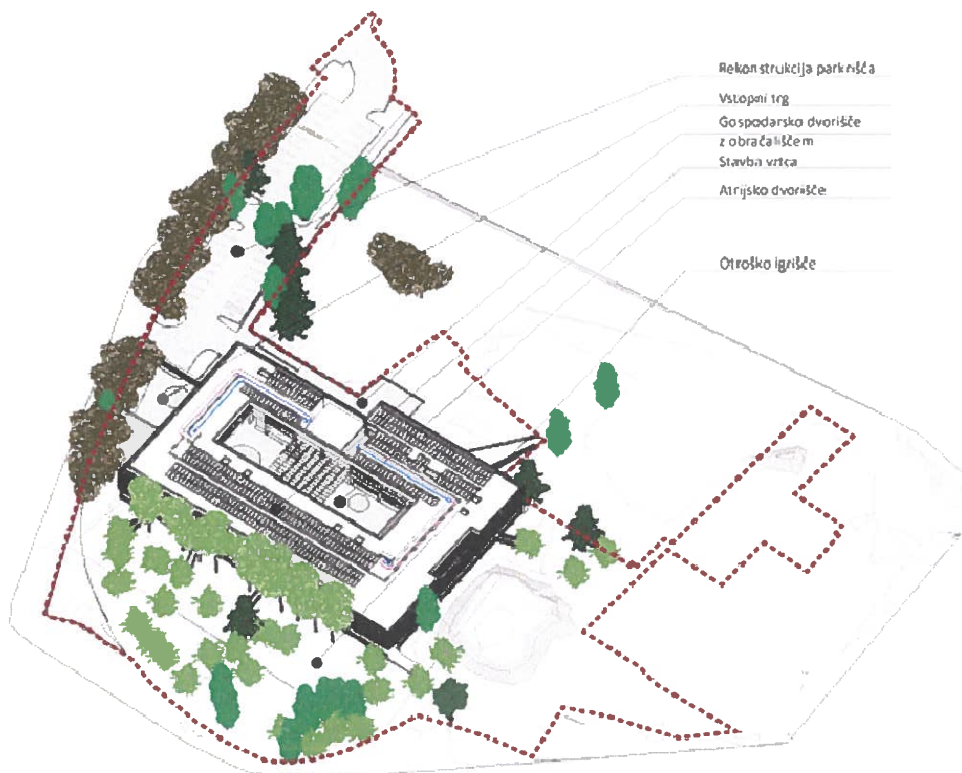 Rekonstrukcija parkirišča
Vstopni trg
Gospodarsko dvorišče
z obračališčem
Stavba vrtca
Atrijsko dvorišče
Otroško igrišče